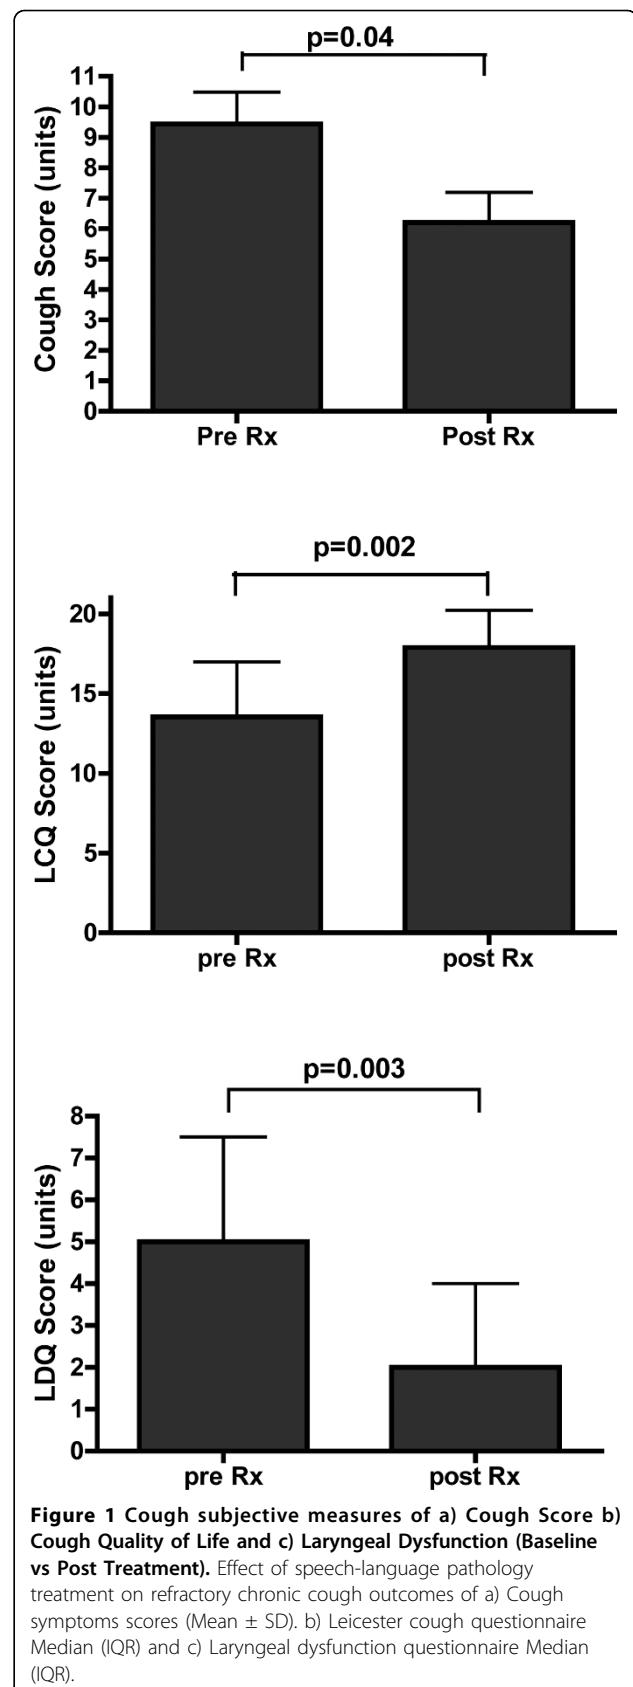 p=0.04
11
10
9
8
7
6
5
4
3
2
1
0
Cough Score (units)
Pre Rx Post Rx
p=0.002
20
15
10
5
0
LCQ Score (units)
pre Rx post Rx
p=0.003
8
7
6
5
4
3
2
1
0
LDQ Score (units)
pre Rx post Rx
Figure 1 Cough subjective measures of a) Cough Score b)
Cough Quality of Life and c) Laryngeal Dysfunction (Baseline
vs Post Treatment). Effect of speech-language pathology
treatment on refractory chronic cough outcomes of a) Cough
symptoms scores (Mean ± SD). b) Leicester cough questionnaire
Median (IQR) and c) Laryngeal dysfunction questionnaire Median
(IQR).